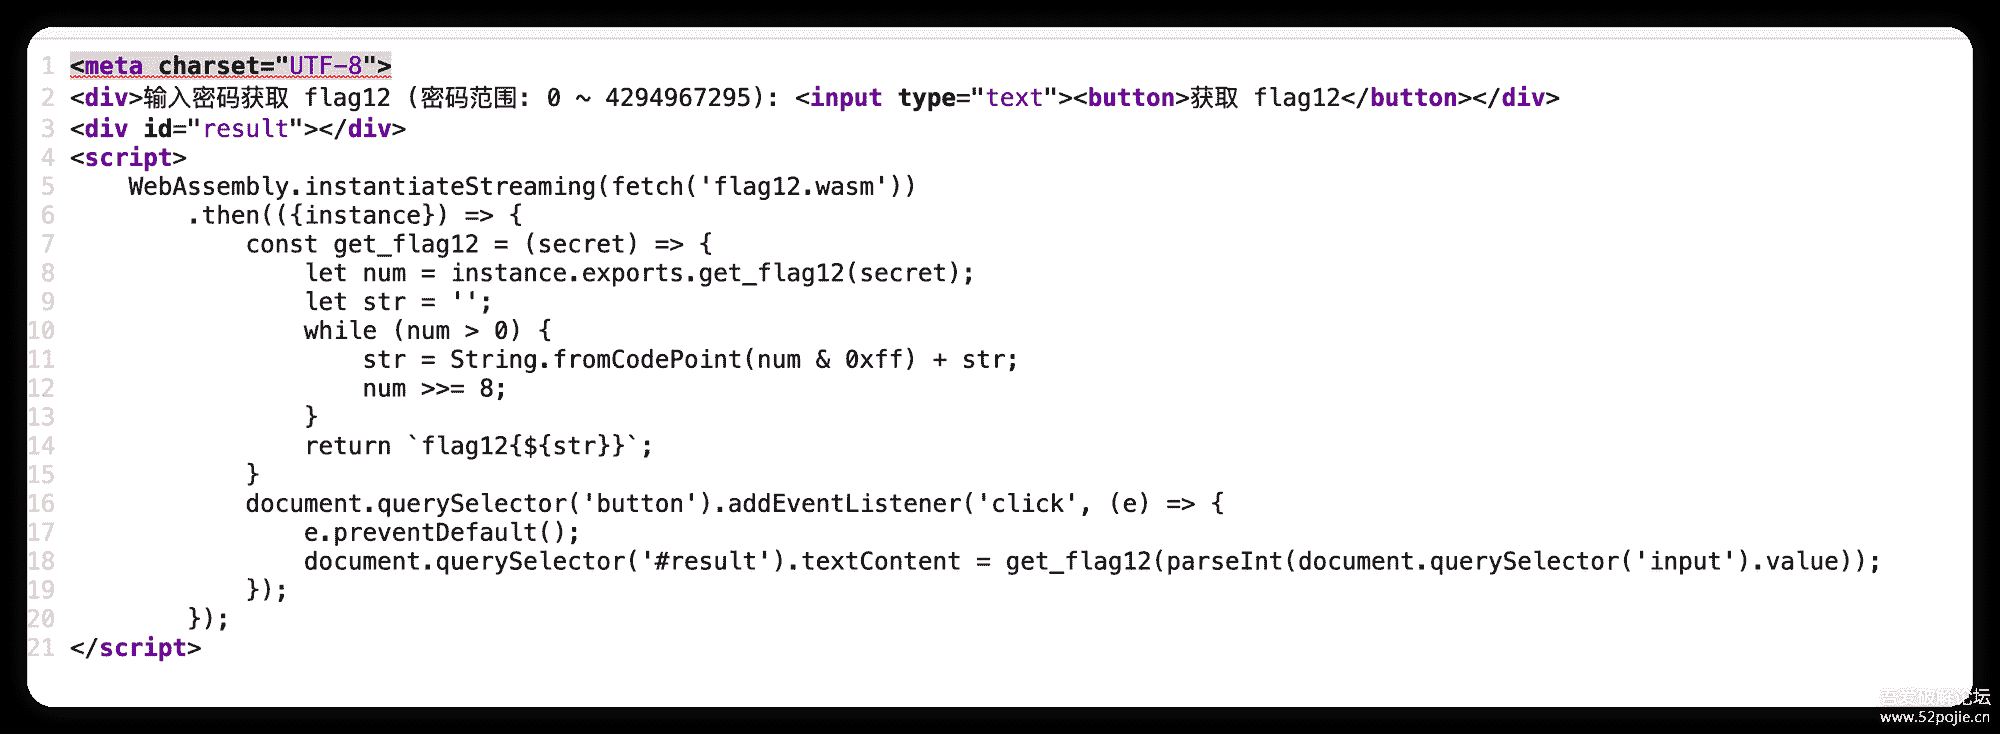 1 <meta charset="UTF-8">
2 <div>输入密码获取 flag12 (密码范围: 0 ~ 4294967295): <input type="text"><button>获取 flag12</button></div>
3 <div id="result"></div>
4 <script>
5     WebAssembly.instantiateStreaming(fetch('flag12.wasm'))
6         .then(({instance}) => {
7             const get_flag12 = (secret) => {
8                 let num = instance.exports.get_flag12(secret);
9                 let str = '';
10                 while (num > 0) {
11                     str = String.fromCodePoint(num & 0xff) + str;
12                     num >>= 8;
13                 }
14                 return `flag12{${str}}`;
15             }
16             document.querySelector('button').addEventListener('click', (e) => {
17                 e.preventDefault();
18                 document.querySelector('#result').textContent = get_flag12(parseInt(document.querySelector('input').value));
19             });
20         });
21 </script>
吾爱破解论坛
www.52pojie.cn